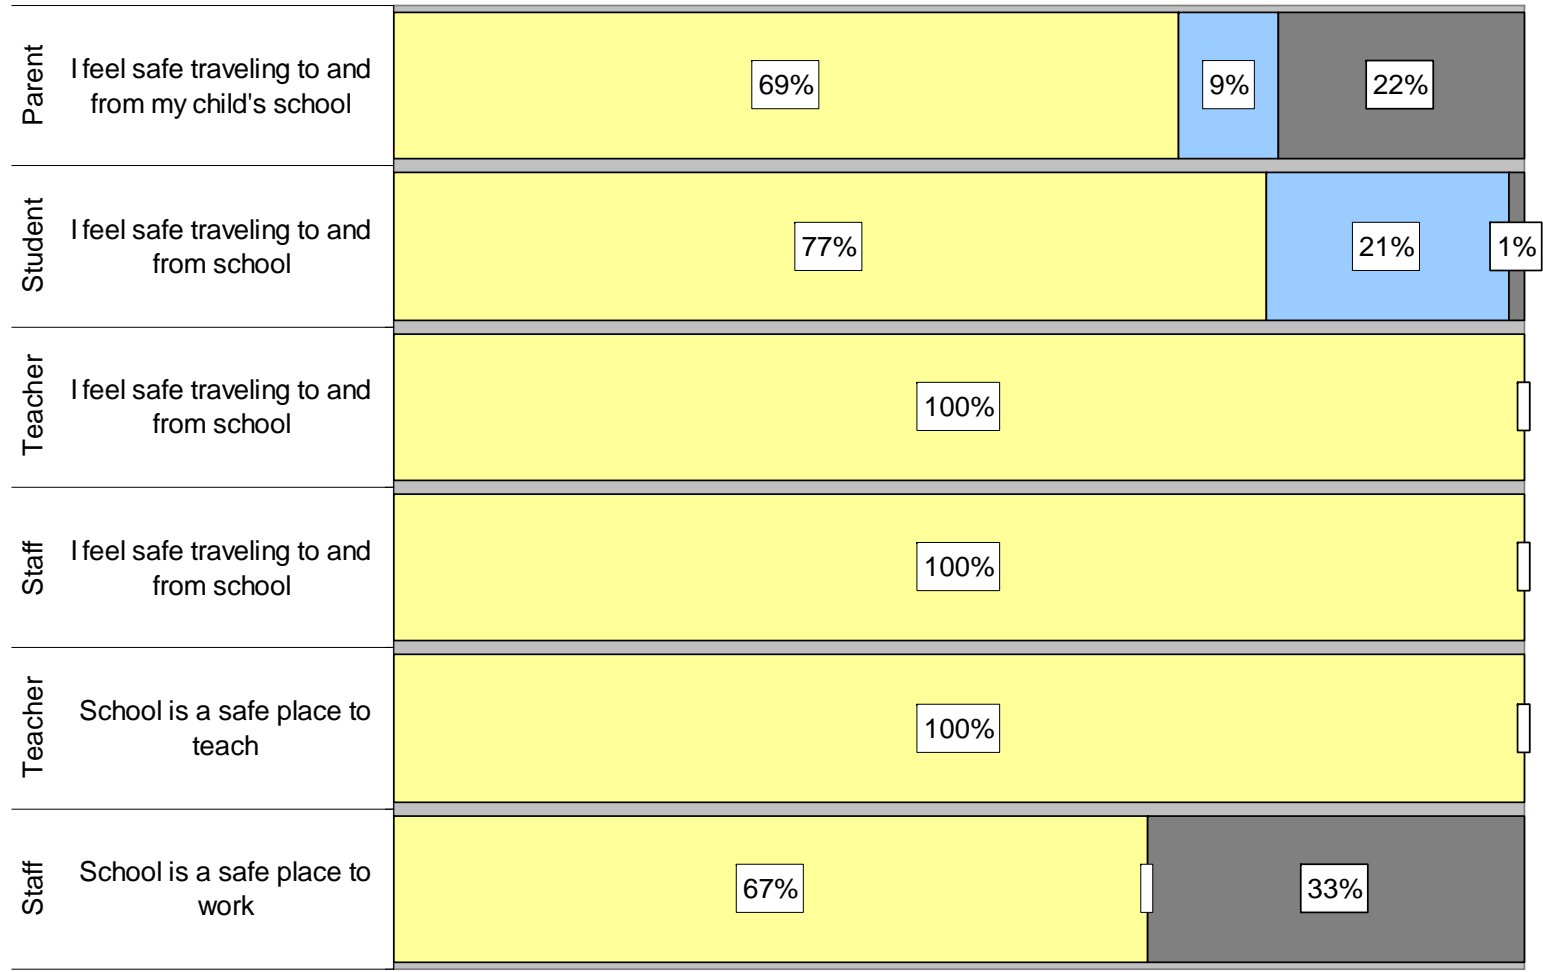 Parent
I feel safe traveling to and
from my child's school
69%
9%
22%
Student
I feel safe traveling to and
from school
77%
21%
1%
Teacher
I feel safe traveling to and
from school
100%
Staff
I feel safe traveling to and
from school
100%
Teacher
School is a safe place to
teach
100%
Staff
School is a safe place to
work
67%
33%